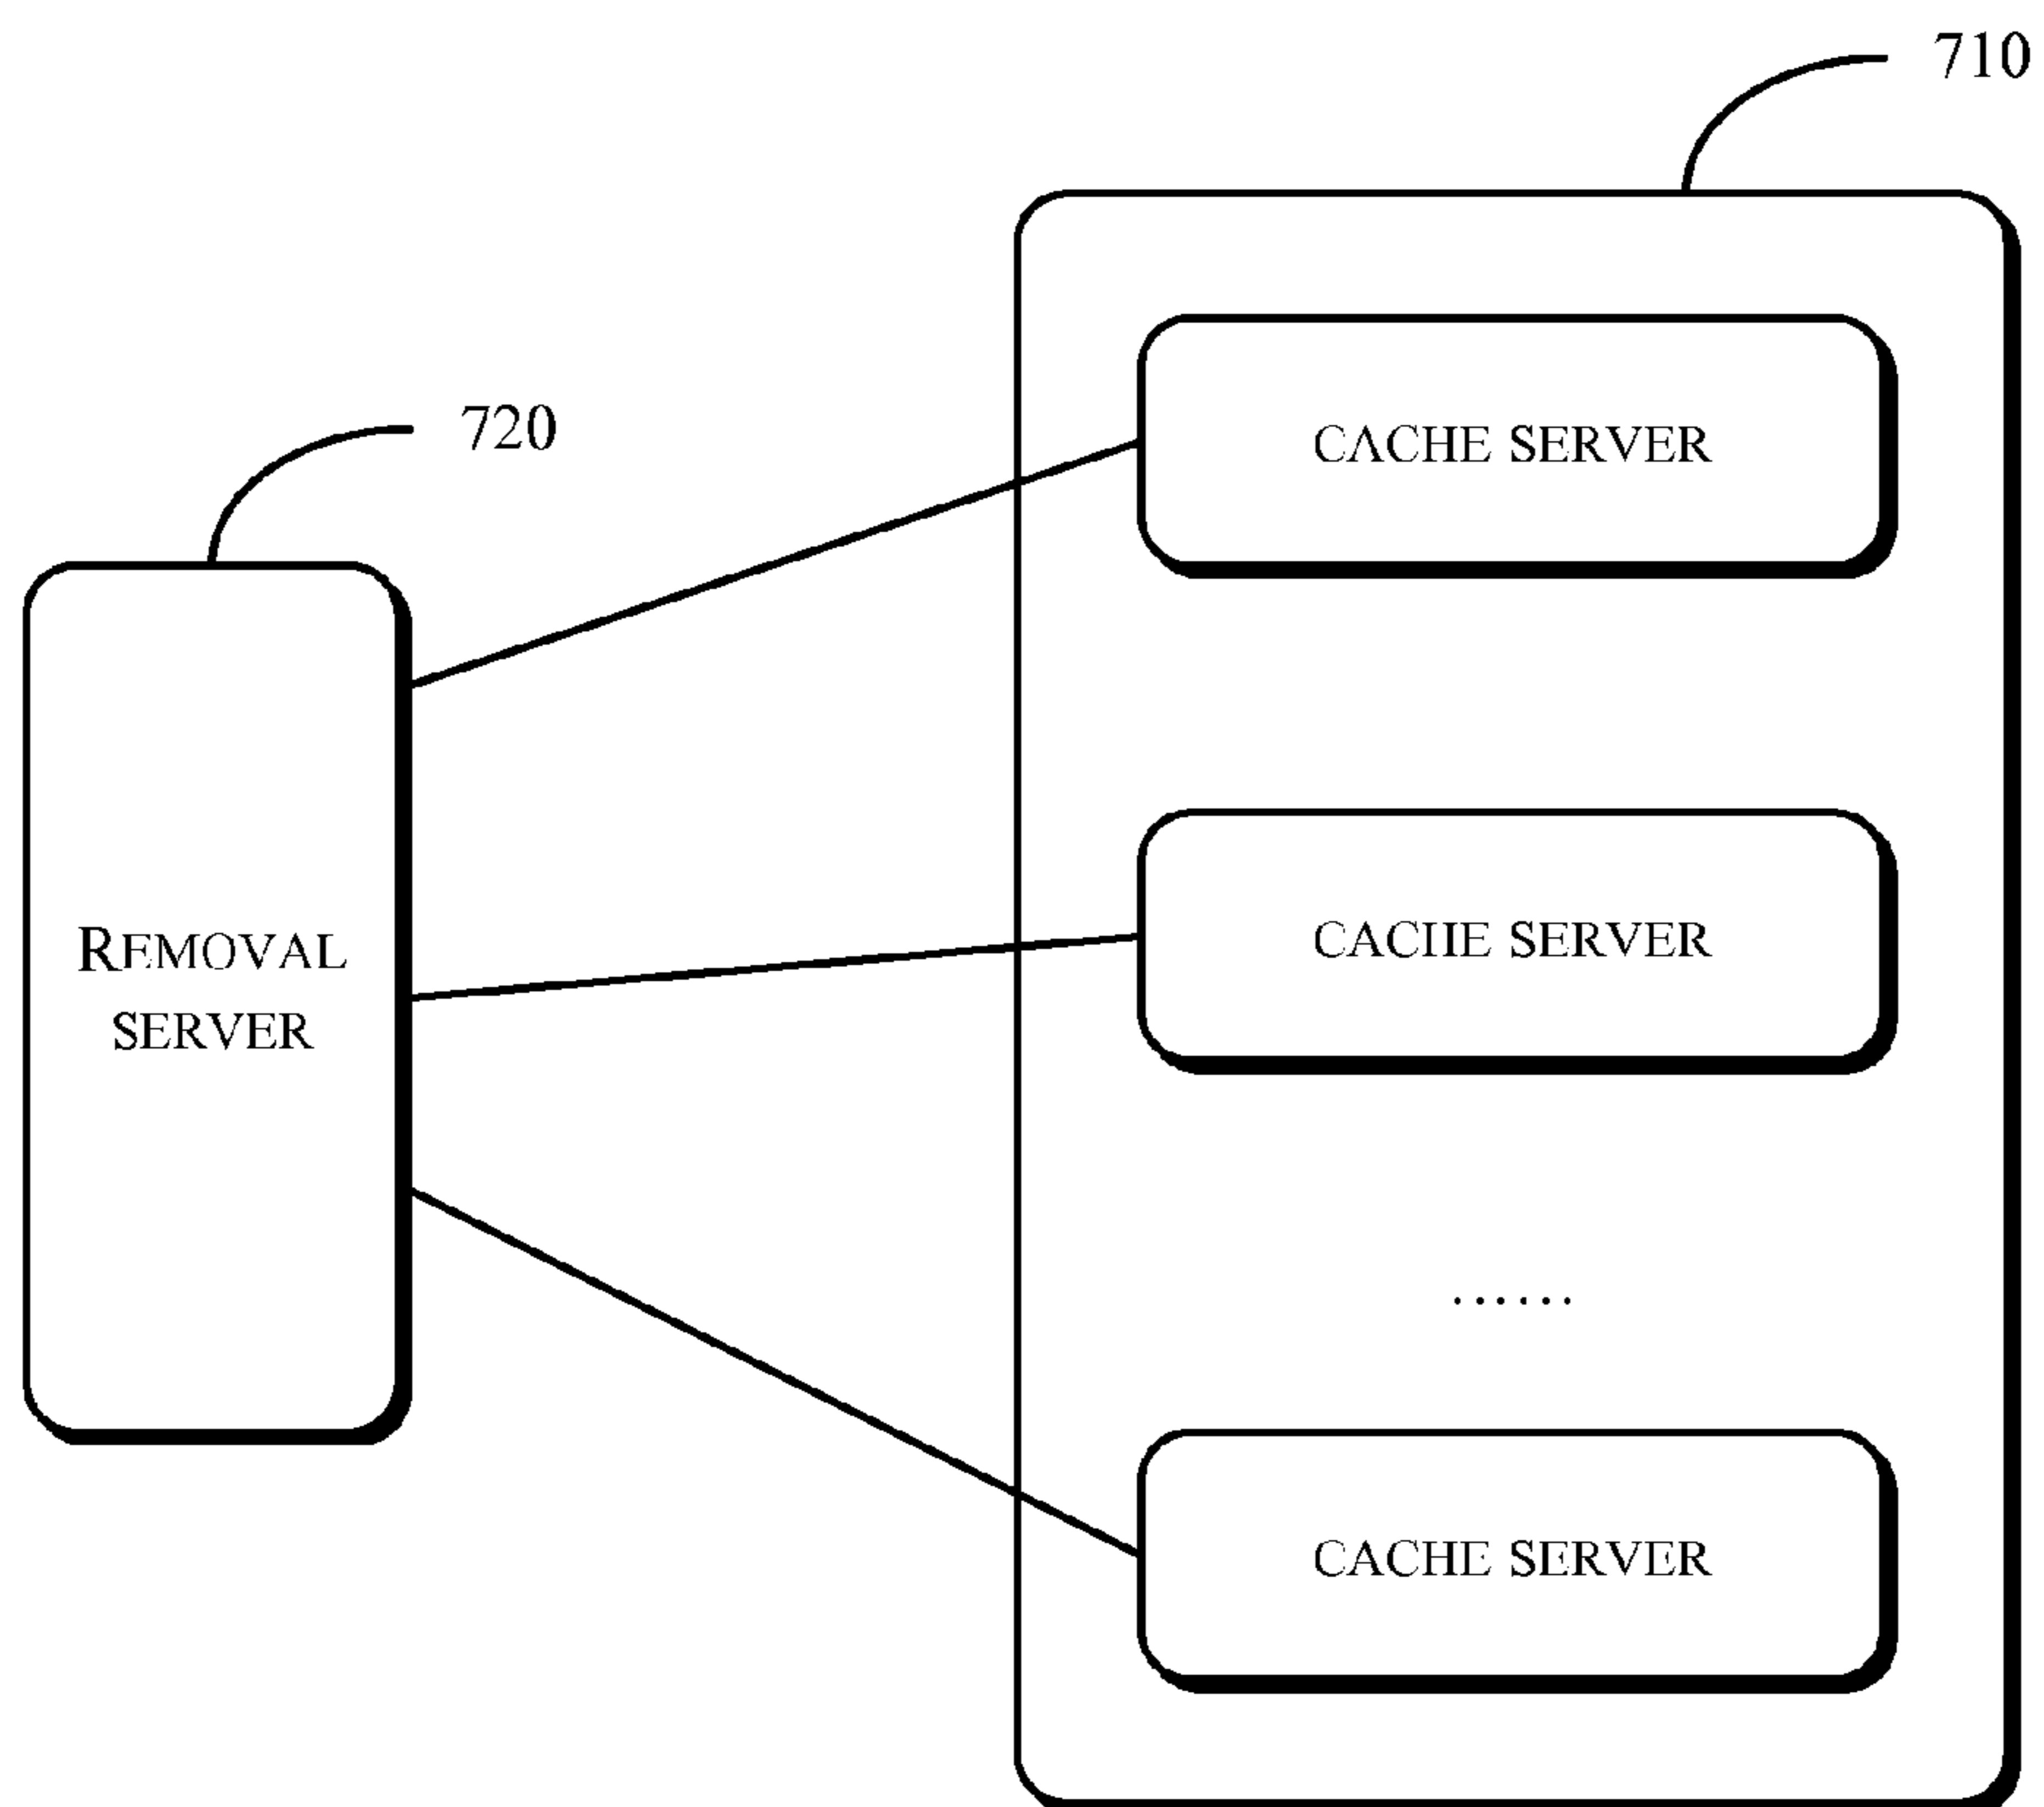 710
720
CACHE SERVER
REMOVAL
SERVER
CACHE SERVER
......
CACHE SERVER